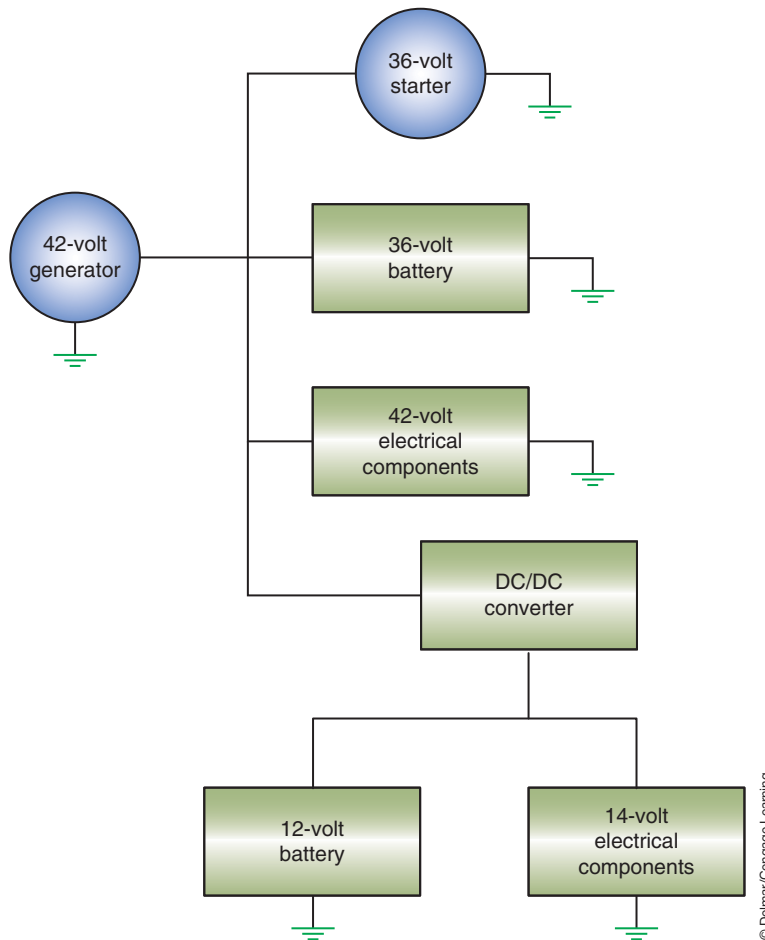 36-volt
starter
42-volt
generator
36-volt
battery
42-volt
electrical
components
DC/DC
converter
12-volt
battery
14-volt
electrical
components
© Delmar/Cengage Learning